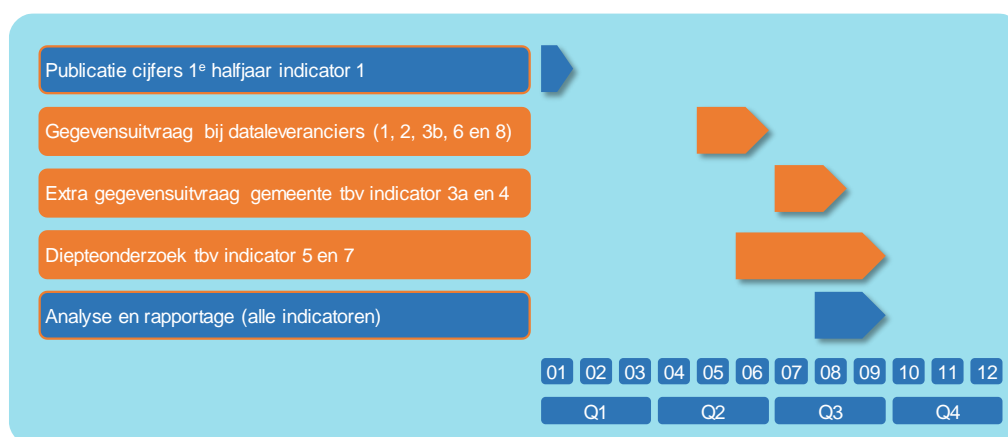 Publicatie cijfers 1e halfjaar indicator 1
Gegevensuitvraag bij dataleveranciers (1, 2, 3b, 6 en 8)
Extra gegevensuitvraag gemeente tbv indicator 3a en 4
Diepteonderzoek tbv indicator 5 en 7
Analyse en rapportage (alle indicatoren)
01 02 03 04 05 06 07 08 09 10 11 12
Q1 Q2 Q3 Q4